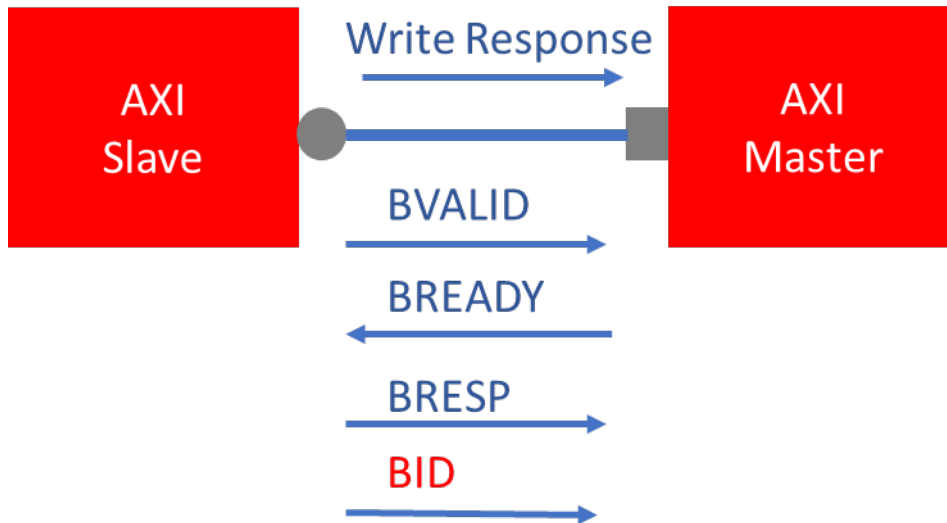 Write Response
AXI
Slave
AXI
Master
BVALID
BREADY
BRESP
BID